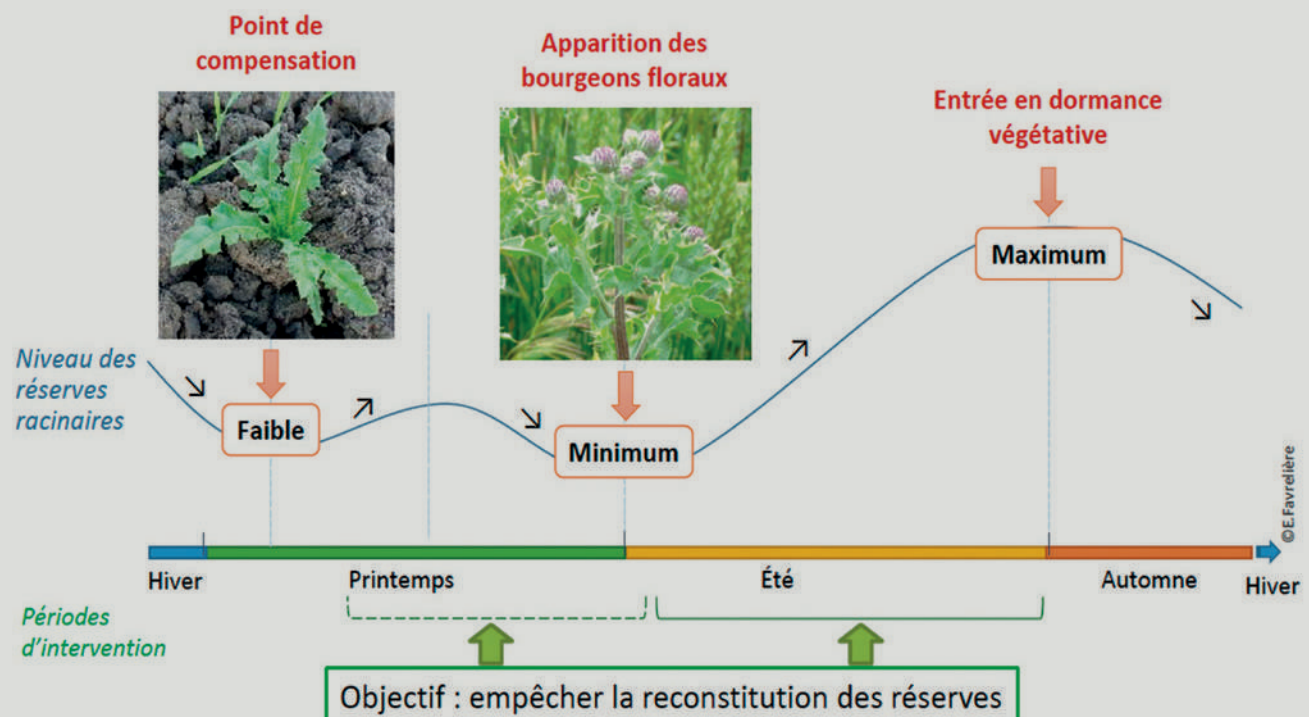 Point de
compensation
Apparition des
bourgeons floraux
Entrée en dormance
végétative
Niveau des
réserves
racinaires
Faible
Minimum
Maximum
©E.Favrelière
Hiver
Printemps
Été
Automne
Hiver
Périodes
d'intervention
Objectif : empêcher la reconstitution des réserves